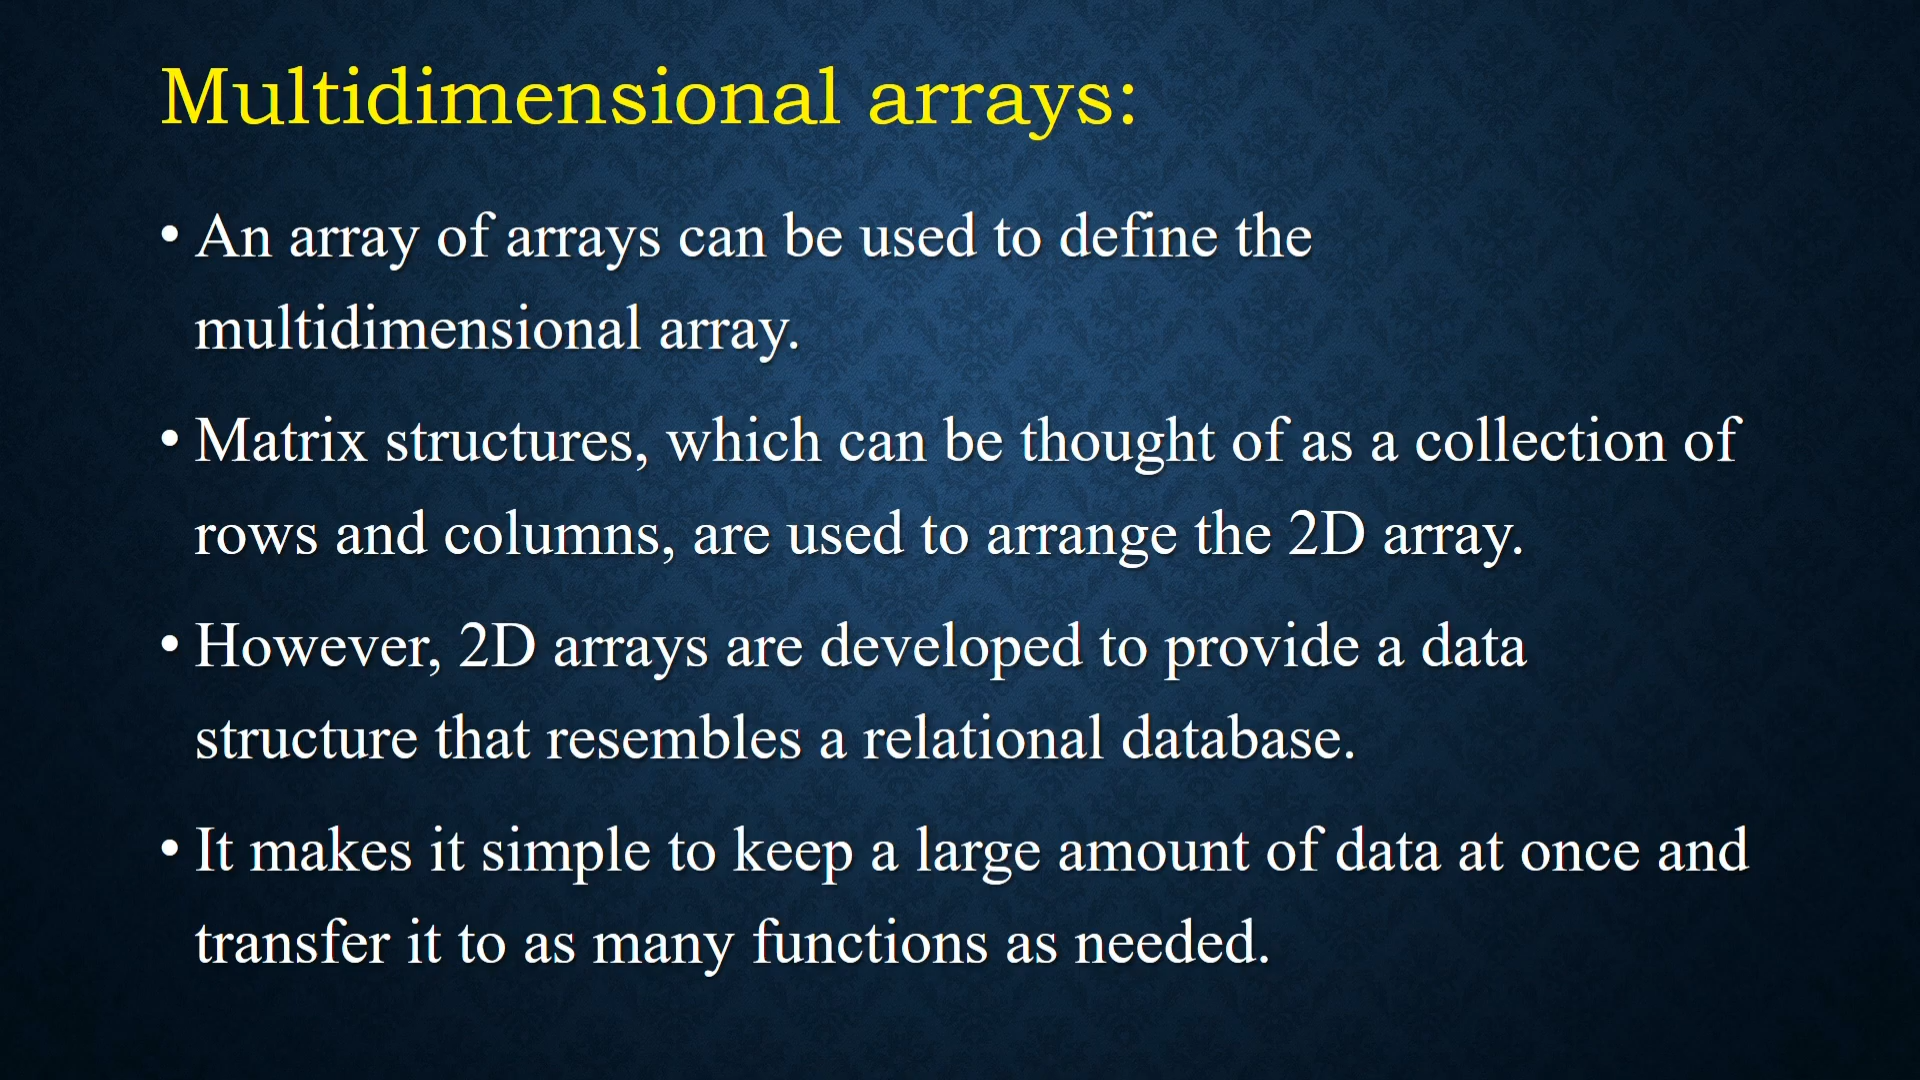 Multidimensional arrays:
• An array of arrays can be used to define the
multidimensional array.
• Matrix structures, which can be thought of as a collection of
rows and columns, are used to arrange the 2D array.
• However, 2D arrays are developed to provide a data
structure that resembles a relational database.
• It makes it simple to keep a large amount of data at once and
transfer it to as many functions as needed.